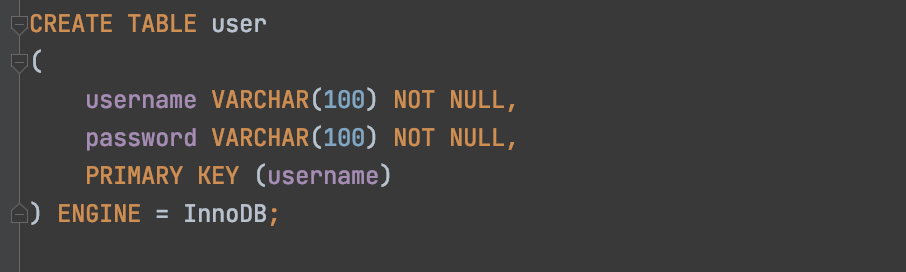 CREATE TABLE user
(
    username VARCHAR(100) NOT NULL,
    password VARCHAR(100) NOT NULL,
    PRIMARY KEY (username)
) ENGINE = InnoDB;